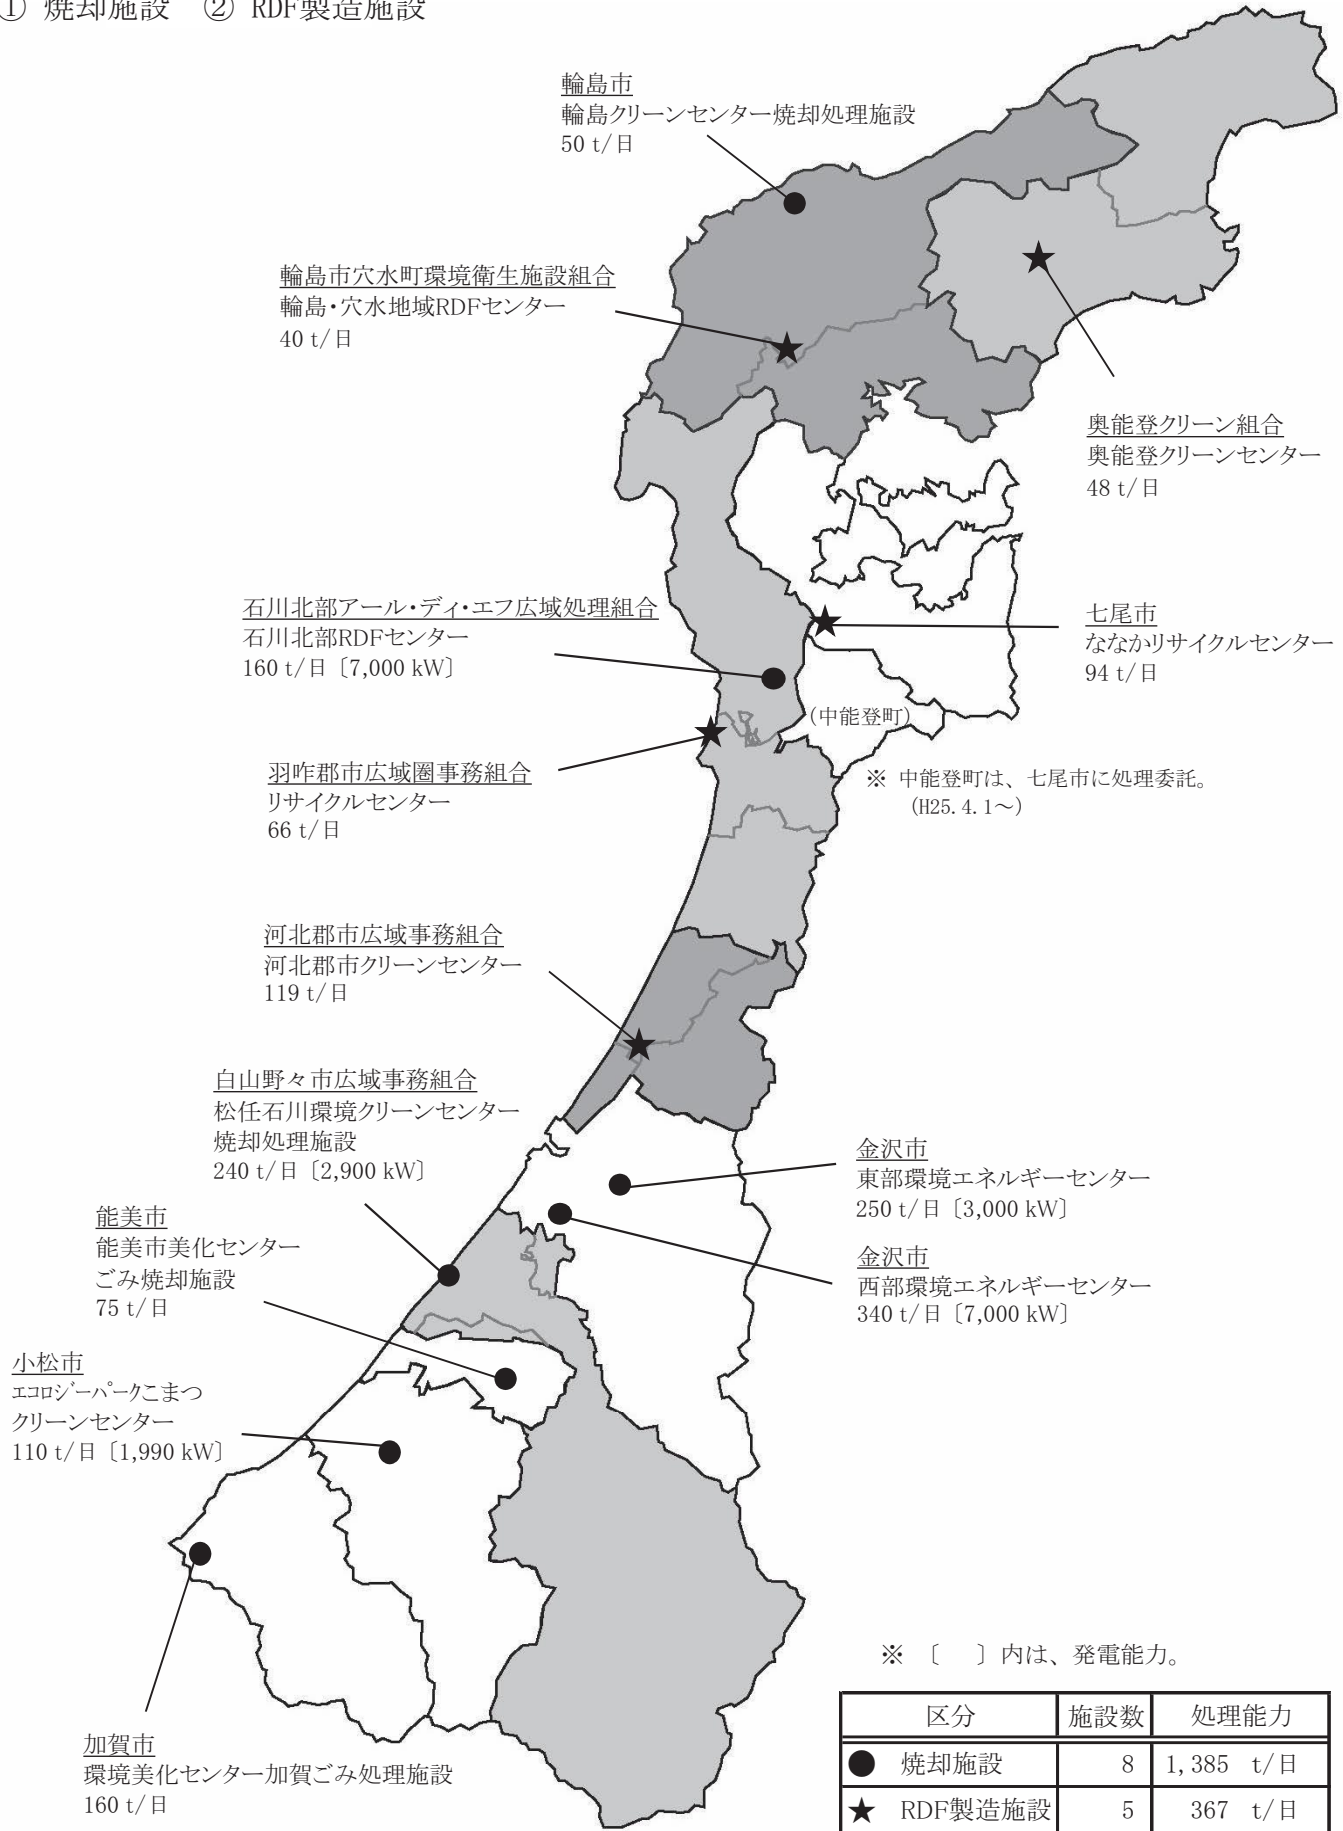 ① 焼却施設 ② RDF製造施設
輪島市
輪島クリーンセンター焼却処理施設
50 t/日
輪島市穴水町環境衛生施設組合
輪島・穴水地域RDFセンター
40 t/日
奥能登クリーン組合
奥能登クリーンセンター
48 t/日
石川北部アール・ディ・エフ広域処理組合
石川北部RDFセンター
160 t/日〔7,000 kW〕
七尾市
ななかリサイクルセンター
94 t/日
(中能登町)
※ 中能登町は、七尾市に処理委託。
(H25.4.1～)
羽咋郡市広域圏事務組合
リサイクルセンター
66 t/日
河北郡市広域事務組合
河北郡市クリーンセンター
119 t/日
白山野々市広域事務組合
松任石川環境クリーンセンター
焼却処理施設
240 t/日〔2,900 kW〕
金沢市
東部環境エネルギーセンター
250 t/日〔3,000 kW〕
能美市
能美市美化センター
ごみ焼却施設
75 t/日
金沢市
西部環境エネルギーセンター
340 t/日〔7,000 kW〕
小松市
エコロジーパークこまつ
クリーンセンター
110 t/日〔1,990 kW〕
加賀市
環境美化センター加賀ごみ処理施設
160 t/日
※ 〔 〕内は、発電能力。
区分 施設数 処理能力
● 焼却施設 8 1,385 t/日
★ RDF製造施設 5 367 t/日